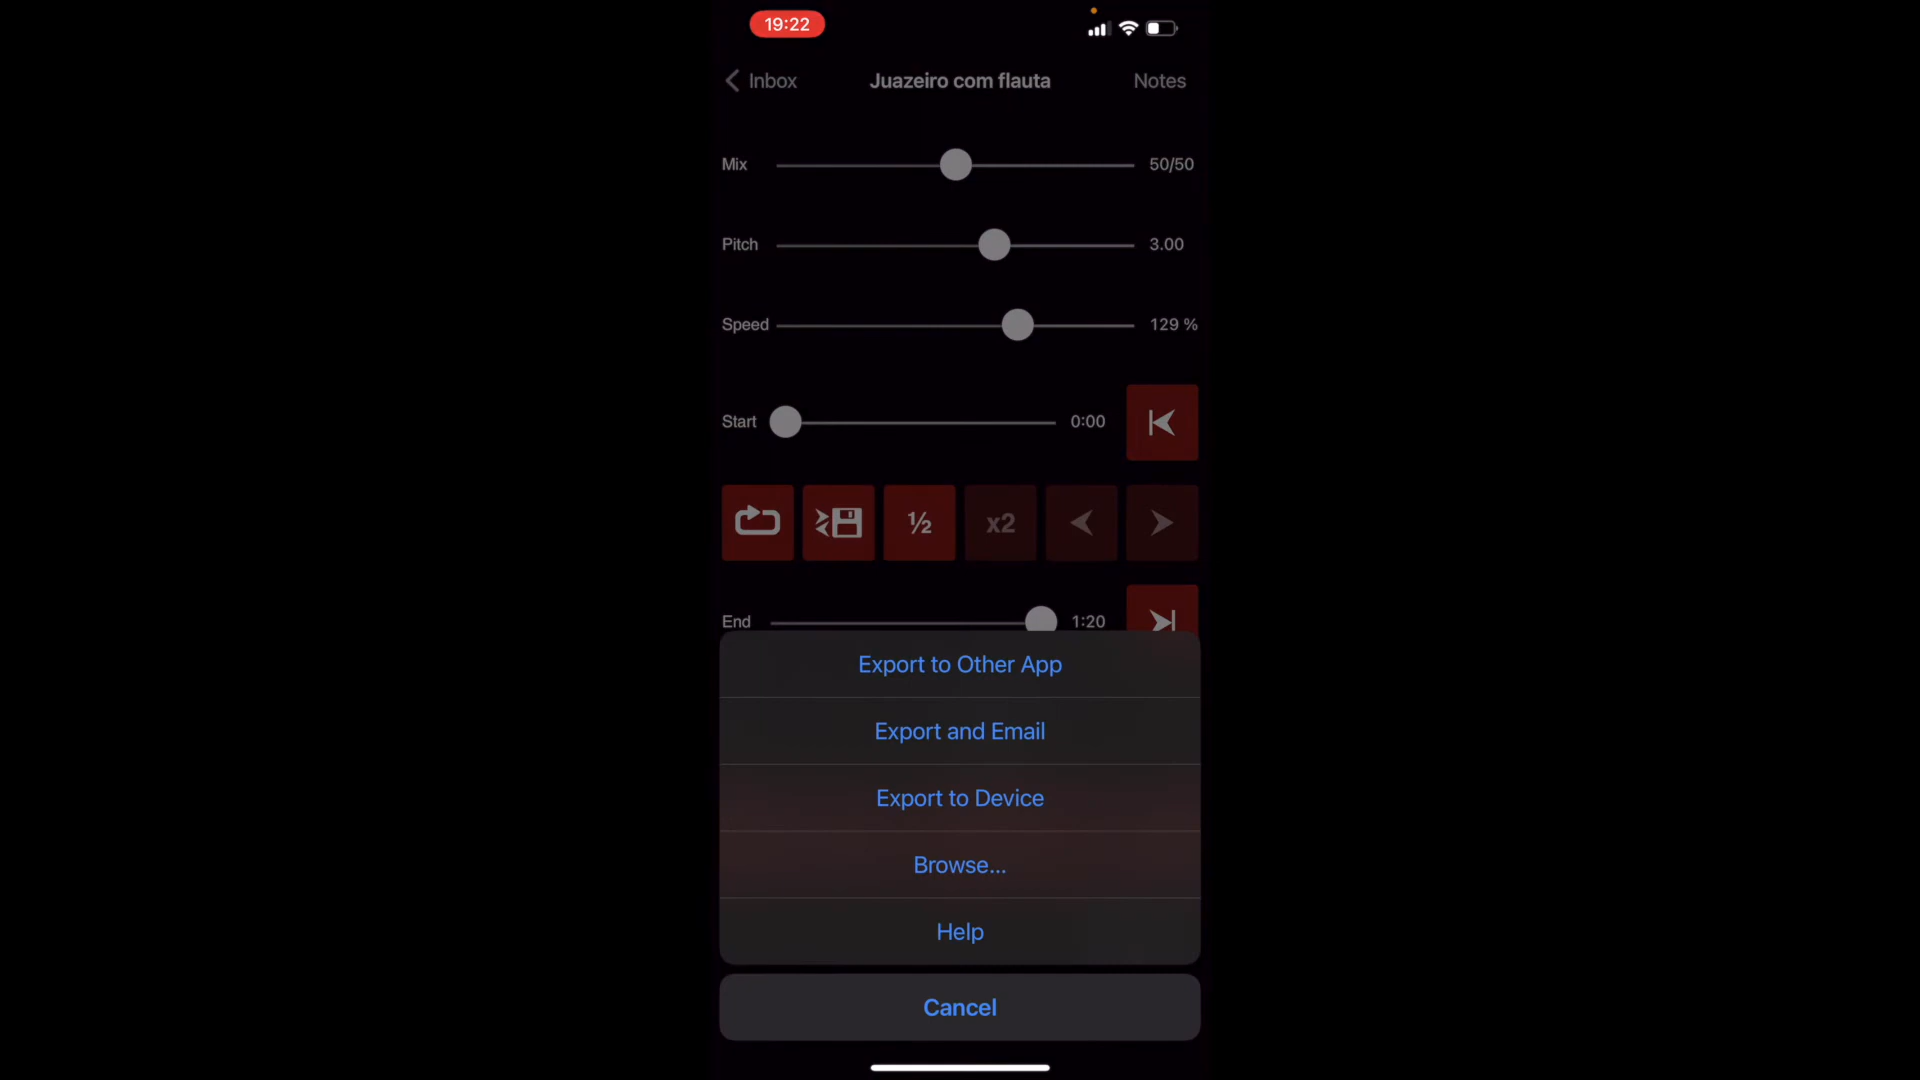 19:22
Inbox
Juazeiro com flauta
Notes
Mix
50/50
Pitch
3.00
Speed
129 %
Start
0:00
½
x2
End
1:20
Export to Other App
Export and Email
Export to Device
Browse...
Help
Cancel